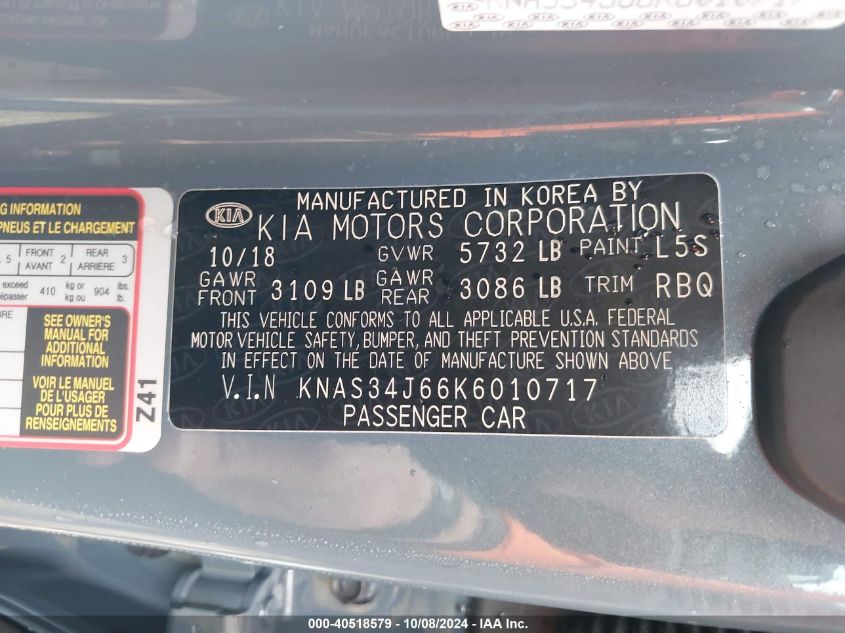 MANUFACTURED IN KOREA BY
KIA KIA MOTORS CORPORATION
10/18 GVWR 5732 LB PAINT L5S
GAWR FRONT 3109 LB GAWR REAR 3086 LB TRIM RBQ
THIS VEHICLE CONFORMS TO ALL APPLICABLE U.S.A. FEDERAL
MOTOR VEHICLE SAFETY, BUMPER, AND THEFT PREVENTION STANDARDS
IN EFFECT ON THE DATE OF MANUFACTURE SHOWN ABOVE
V.I.N KNAS34J66K6010717
PASSENGER CAR
G INFORMATION
PNEUS ET LE CHARGEMENT
5 FRONT AVANT 2 REAR ARRIÈRE 3
exceed 410 kg or kg ou 904 lbs. lb.
SEE OWNER'S
MANUAL FOR
ADDITIONAL
INFORMATION
VOIR LE MANUEL
DE L'USAGER
POUR PLUS DE
RENSEIGNEMENTS
Z41
000-40518579 - 10/08/2024 - IAA Inc.